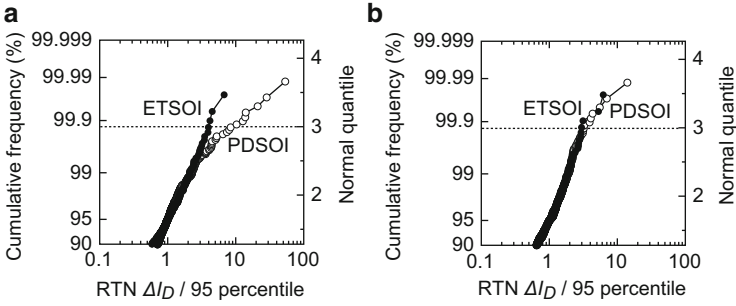 a
Cumulative frequency (%)
99.999
99.99
99.9
99
95
90
ETSOI
PDSOI
4
3
2
Normal quantile
0.1 1 10 100
RTN ΔI_D / 95 percentile
b
Cumulative frequency (%)
99.999
99.99
99.9
99
95
90
ETSOI
PDSOI
4
3
2
Normal quantile
0.1 1 10 100
RTN ΔI_D / 95 percentile